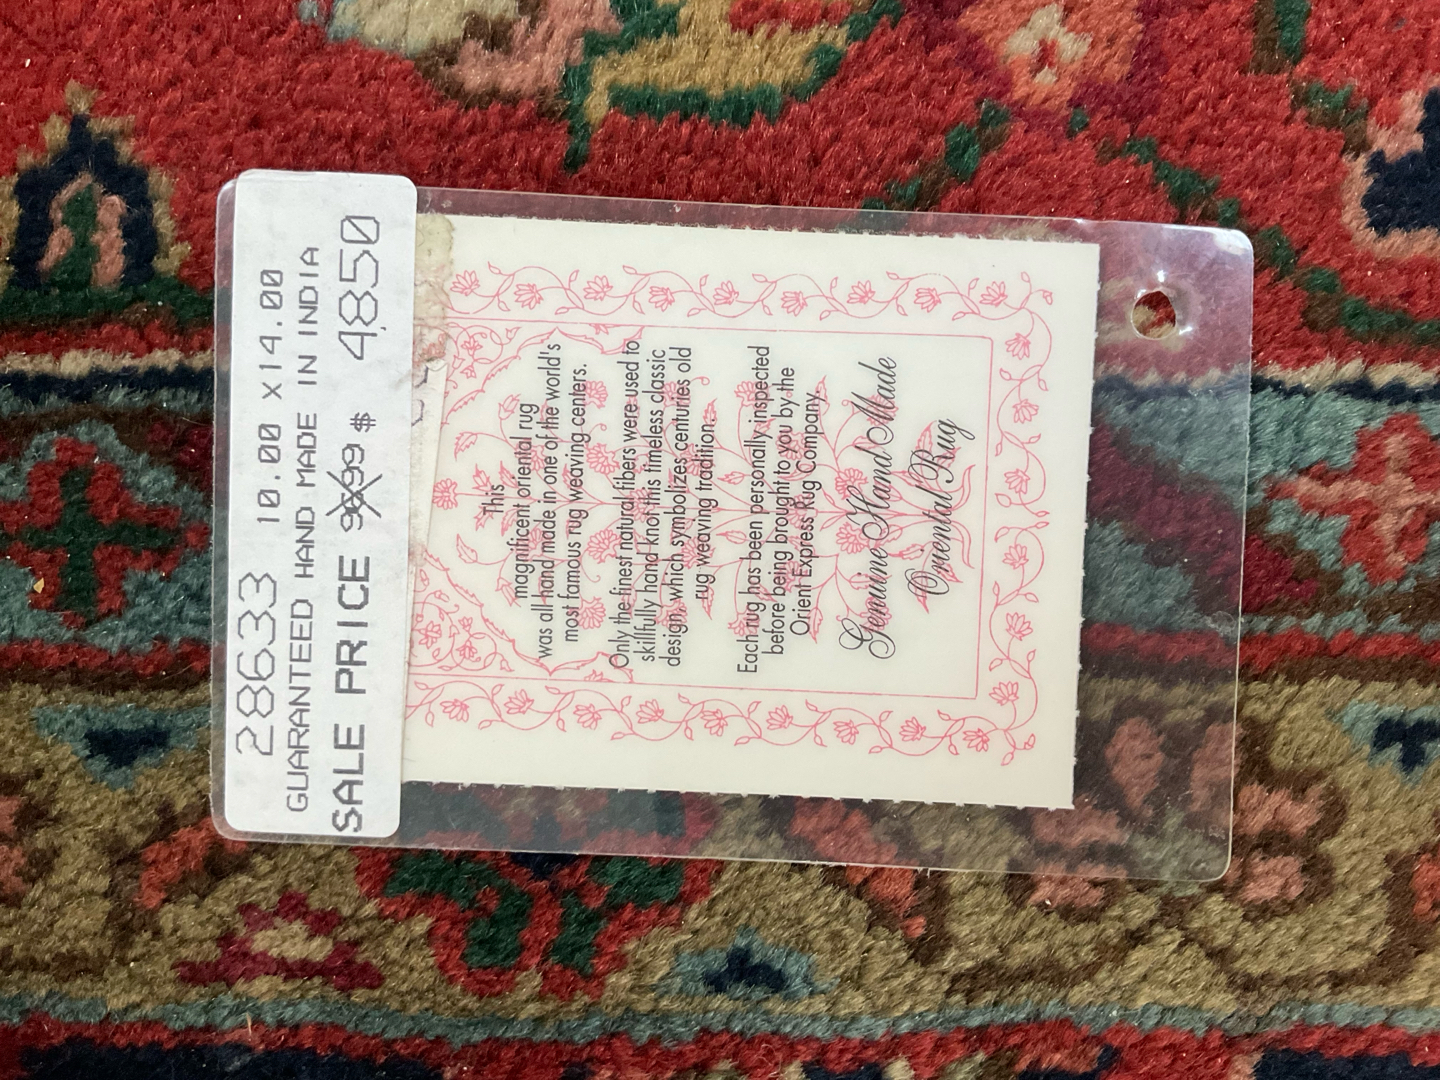 28633 10.00 X14.00
GUARANTEED HAND MADE IN INDIA
SALE PRICE 9999 $ 4850
This
magnificent oriental rug
was all hand made in one of the world's
most famous rug weaving centers.
Only the finest natural fibers were used to
skillfully hand knot this timeless classic
design, which symbolizes centuries old
rug weaving tradition.
Each rug has been personally inspected
before being brought to you by the
Orient Express Rug Company.
Genuine Hand Made
Oriental Rug